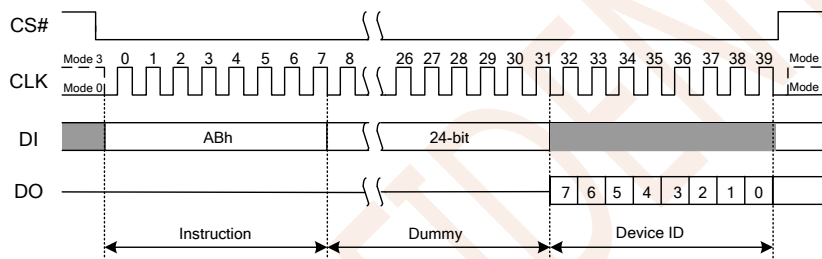 CS#
Mode 3 0 1 2 3 4 5 6 7 8 26 27 28 29 30 31 32 33 34 35 36 37 38 39 Mode
CLK
Mode 0 Mode
DI ABh 24-bit
DO 7 6 5 4 3 2 1 0
Instruction Dummy Device ID